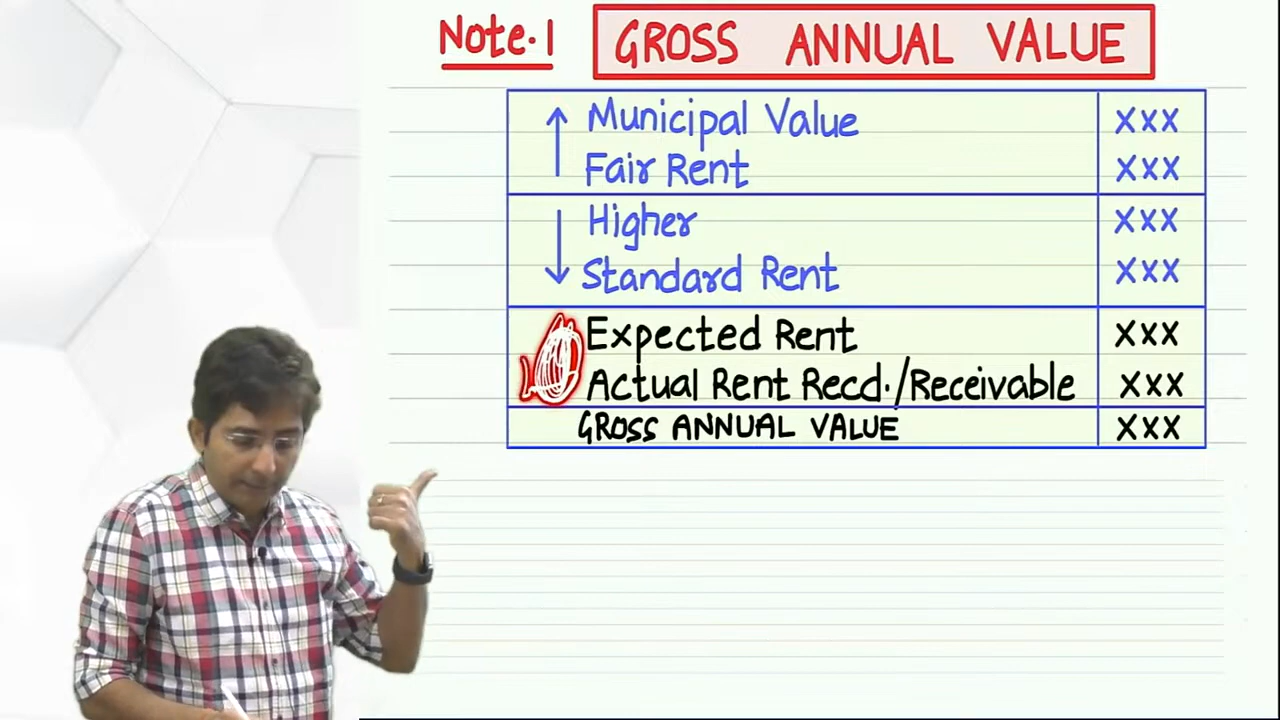 Note.1 GROSS ANNUAL VALUE
↑ Municipal Value XXX
Fair Rent XXX
↓ Higher XXX
Standard Rent XXX
Expected Rent XXX
Actual Rent Recd./Receivable XXX
GROSS ANNUAL VALUE XXX